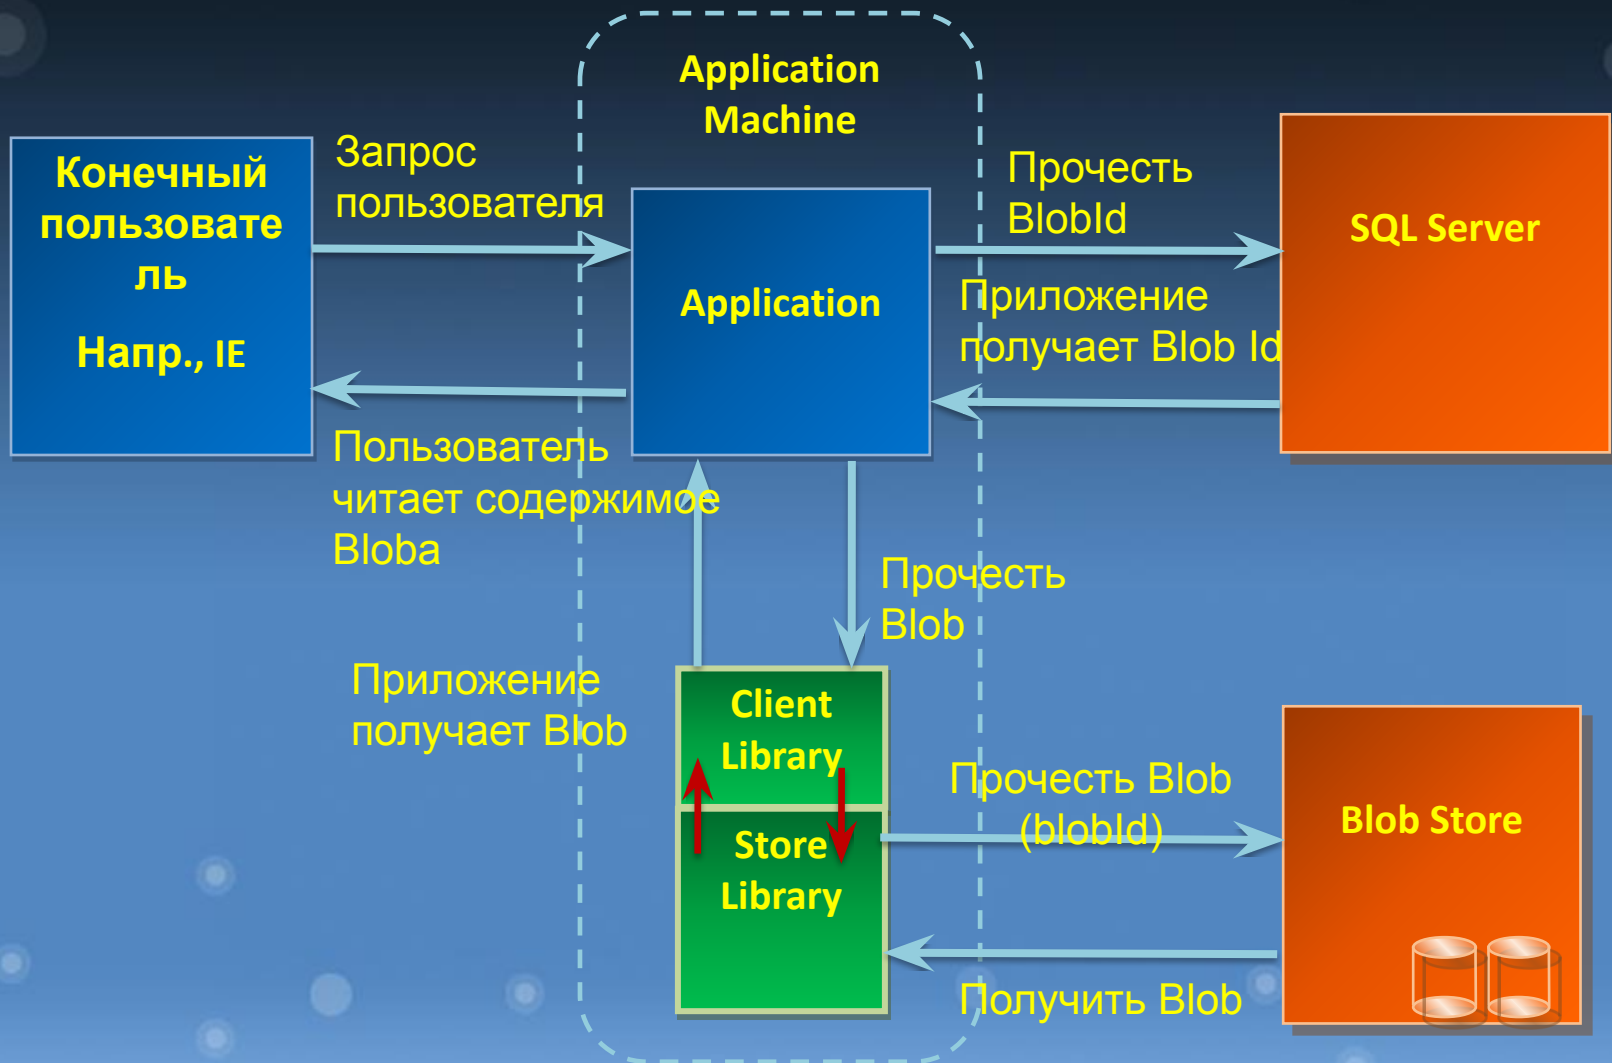 Application
Machine
Конечный
пользовате
ль
Напр., IE
Запрос
пользователя
Application
Прочесть
BlobId
SQL Server
Приложение
получает Blob Id
Пользователь
читает содержимое
Bloba
Прочесть
Blob
Приложение
получает Blob
Client
Library
Store
Library
Прочесть Blob
(blobId)
Blob Store
Получить Blob